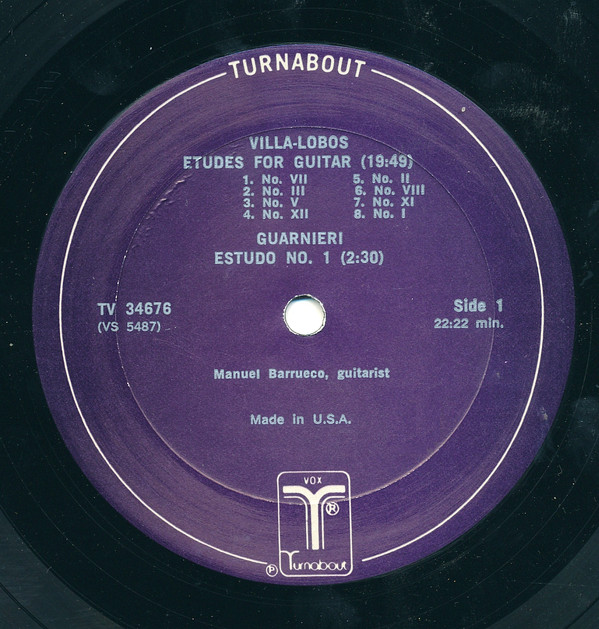 TURNABOUT
VILLA-LOBOS
ETUDES FOR GUITAR (19:49)
1. No. VII 5. No. II
2. No. III 6. No. VIII
3. No. V 7. No. XI
4. No. XII 8. No. I
GUARNIERI
ESTUDO NO. 1 (2:30)
TV 34676 Side 1
(VS 5487) 22:22 min.
Manuel Barrueco, guitarist
Made in U.S.A.
VOX
T ®
℗ Turnabout